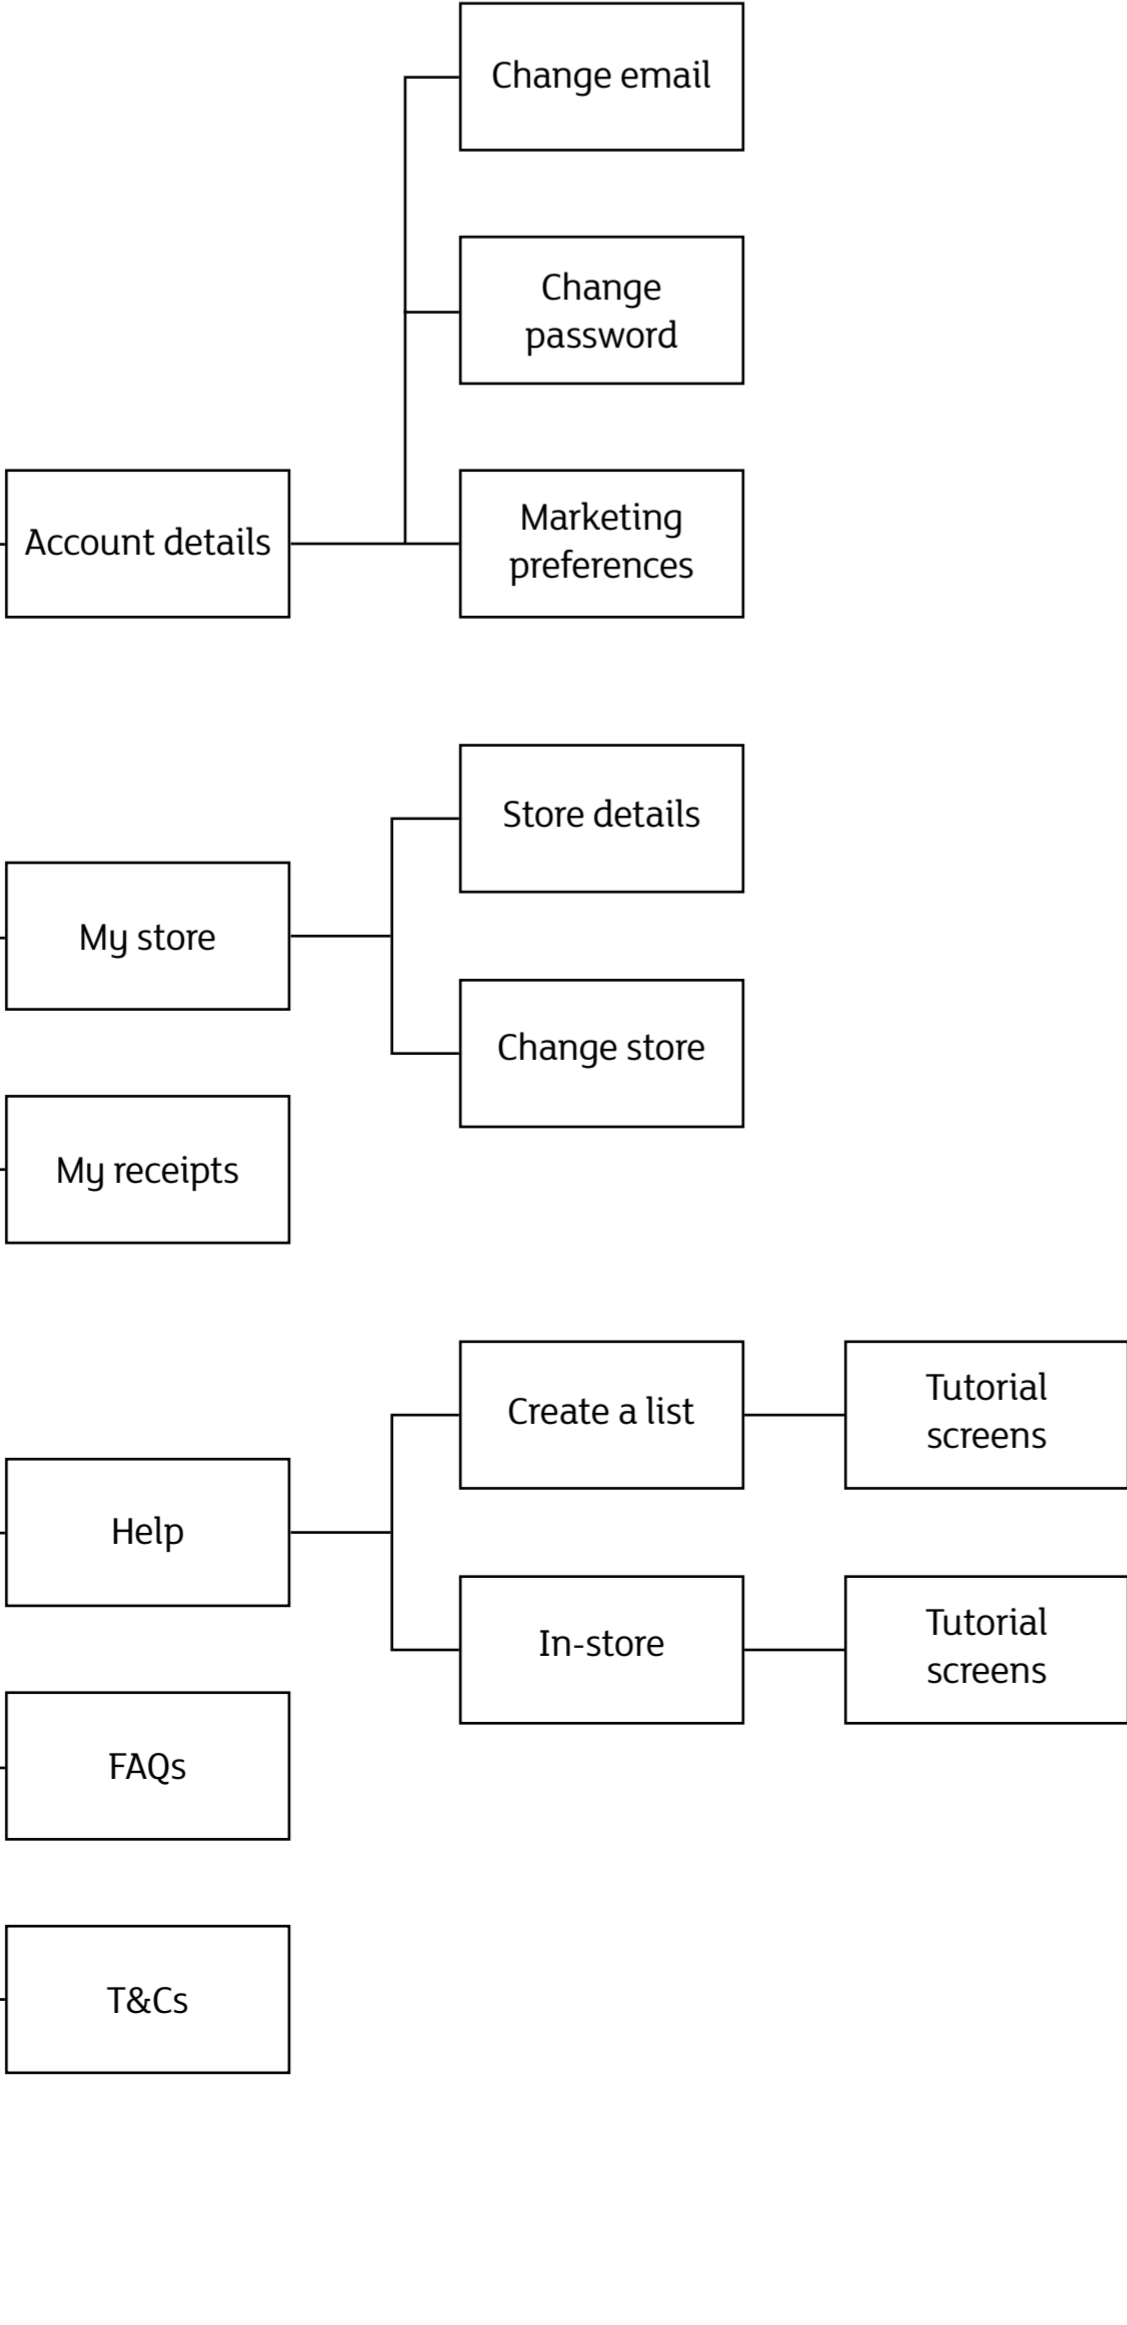 Change email
Change
password
Account details
Marketing
preferences
Store details
My store
Change store
My receipts
Create a list
Tutorial
screens
Help
In-store
Tutorial
screens
FAQs
T&Cs